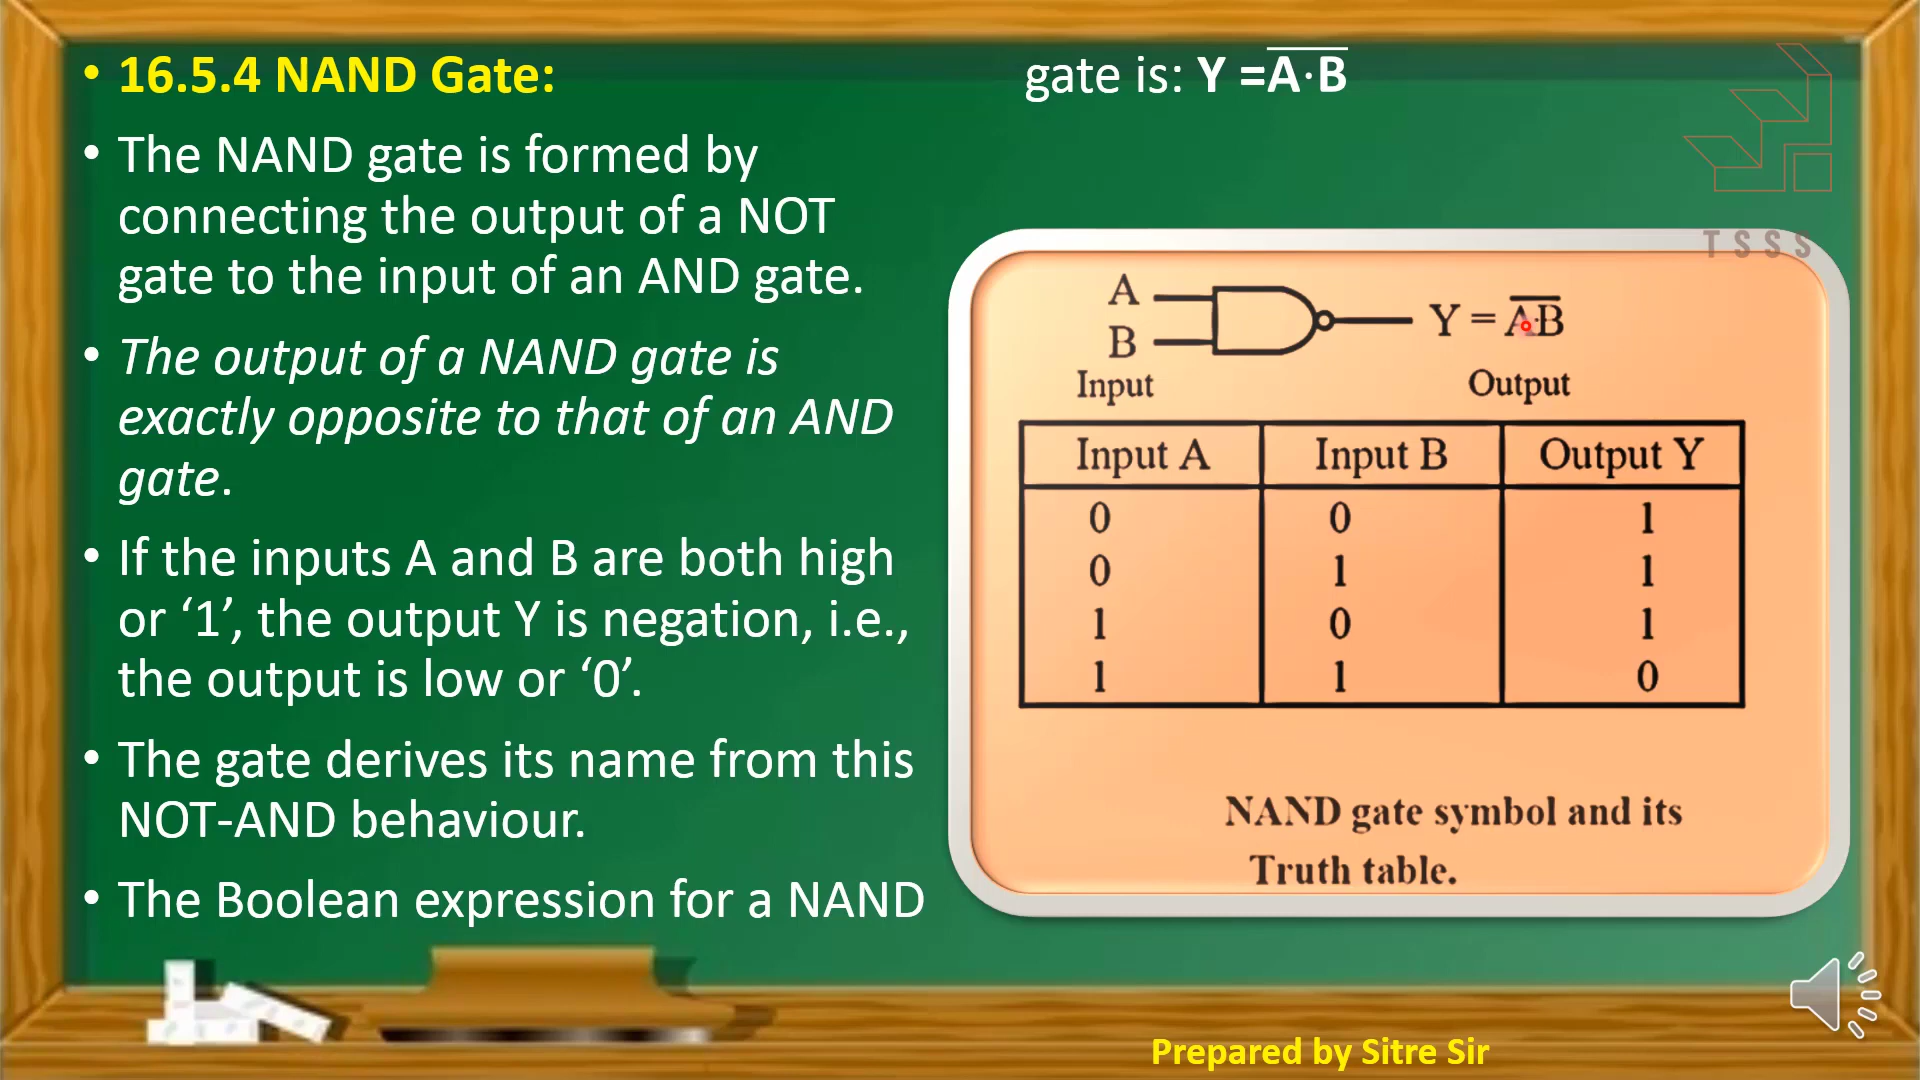 • 16.5.4 NAND Gate:
• The NAND gate is formed by
connecting the output of a NOT
gate to the input of an AND gate.
• The output of a NAND gate is
exactly opposite to that of an AND
gate.
• If the inputs A and B are both high
or ‘1’, the output Y is negation, i.e.,
the output is low or ‘0’.
• The gate derives its name from this
NOT-AND behaviour.
• The Boolean expression for a NAND
gate is: Y =A̅·̅B̅
TSSS
A
B
Y = A̅·̅B̅
Input Output
Input A Input B Output Y
0 0 1
0 1 1
1 0 1
1 1 0
NAND gate symbol and its
Truth table.
Prepared by Sitre Sir